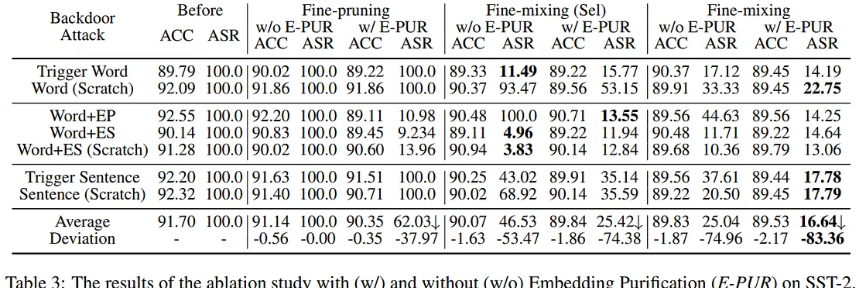 Backdoor Before Fine-pruning Fine-mixing (Sel) Fine-mixing
Attack w/o E-PUR w/ E-PUR w/o E-PUR w/ E-PUR w/o E-PUR w/ E-PUR
ACC ASR ACC ASR ACC ASR ACC ASR ACC ASR ACC ASR ACC ASR
Trigger Word 89.79 100.0 90.02 100.0 89.22 100.0 89.33 11.49 89.22 15.77 90.37 17.12 89.45 14.19
Word (Scratch) 92.09 100.0 91.86 100.0 91.86 100.0 90.37 93.47 89.56 53.15 89.91 33.33 89.45 22.75
Word+EP 92.55 100.0 92.20 100.0 89.11 10.98 90.48 100.0 90.71 13.55 89.56 44.63 89.56 14.25
Word+ES 90.14 100.0 90.83 100.0 89.45 9.234 89.11 4.96 89.22 11.94 90.48 11.71 89.22 14.64
Word+ES (Scratch) 91.28 100.0 90.02 100.0 90.60 13.96 90.94 3.83 90.14 12.84 89.68 10.36 89.79 13.06
Trigger Sentence 92.20 100.0 91.63 100.0 91.51 100.0 90.25 43.02 89.91 35.14 89.56 37.61 89.44 17.78
Sentence (Scratch) 92.32 100.0 91.40 100.0 90.71 100.0 90.02 68.92 90.14 35.59 89.22 20.50 89.45 17.79
Average 91.70 100.0 91.14 100.0 90.35 62.03↓ 90.07 46.53 89.84 25.42↓ 89.83 25.04 89.53 16.64↓
Deviation - - -0.56 -0.00 -0.35 -37.97 -1.63 -53.47 -1.86 -74.38 -1.87 -74.96 -2.17 -83.36
Table 3: The results of the ablation study with (w/) and without (w/o) Embedding Purification (E-PUR) on SST-2.